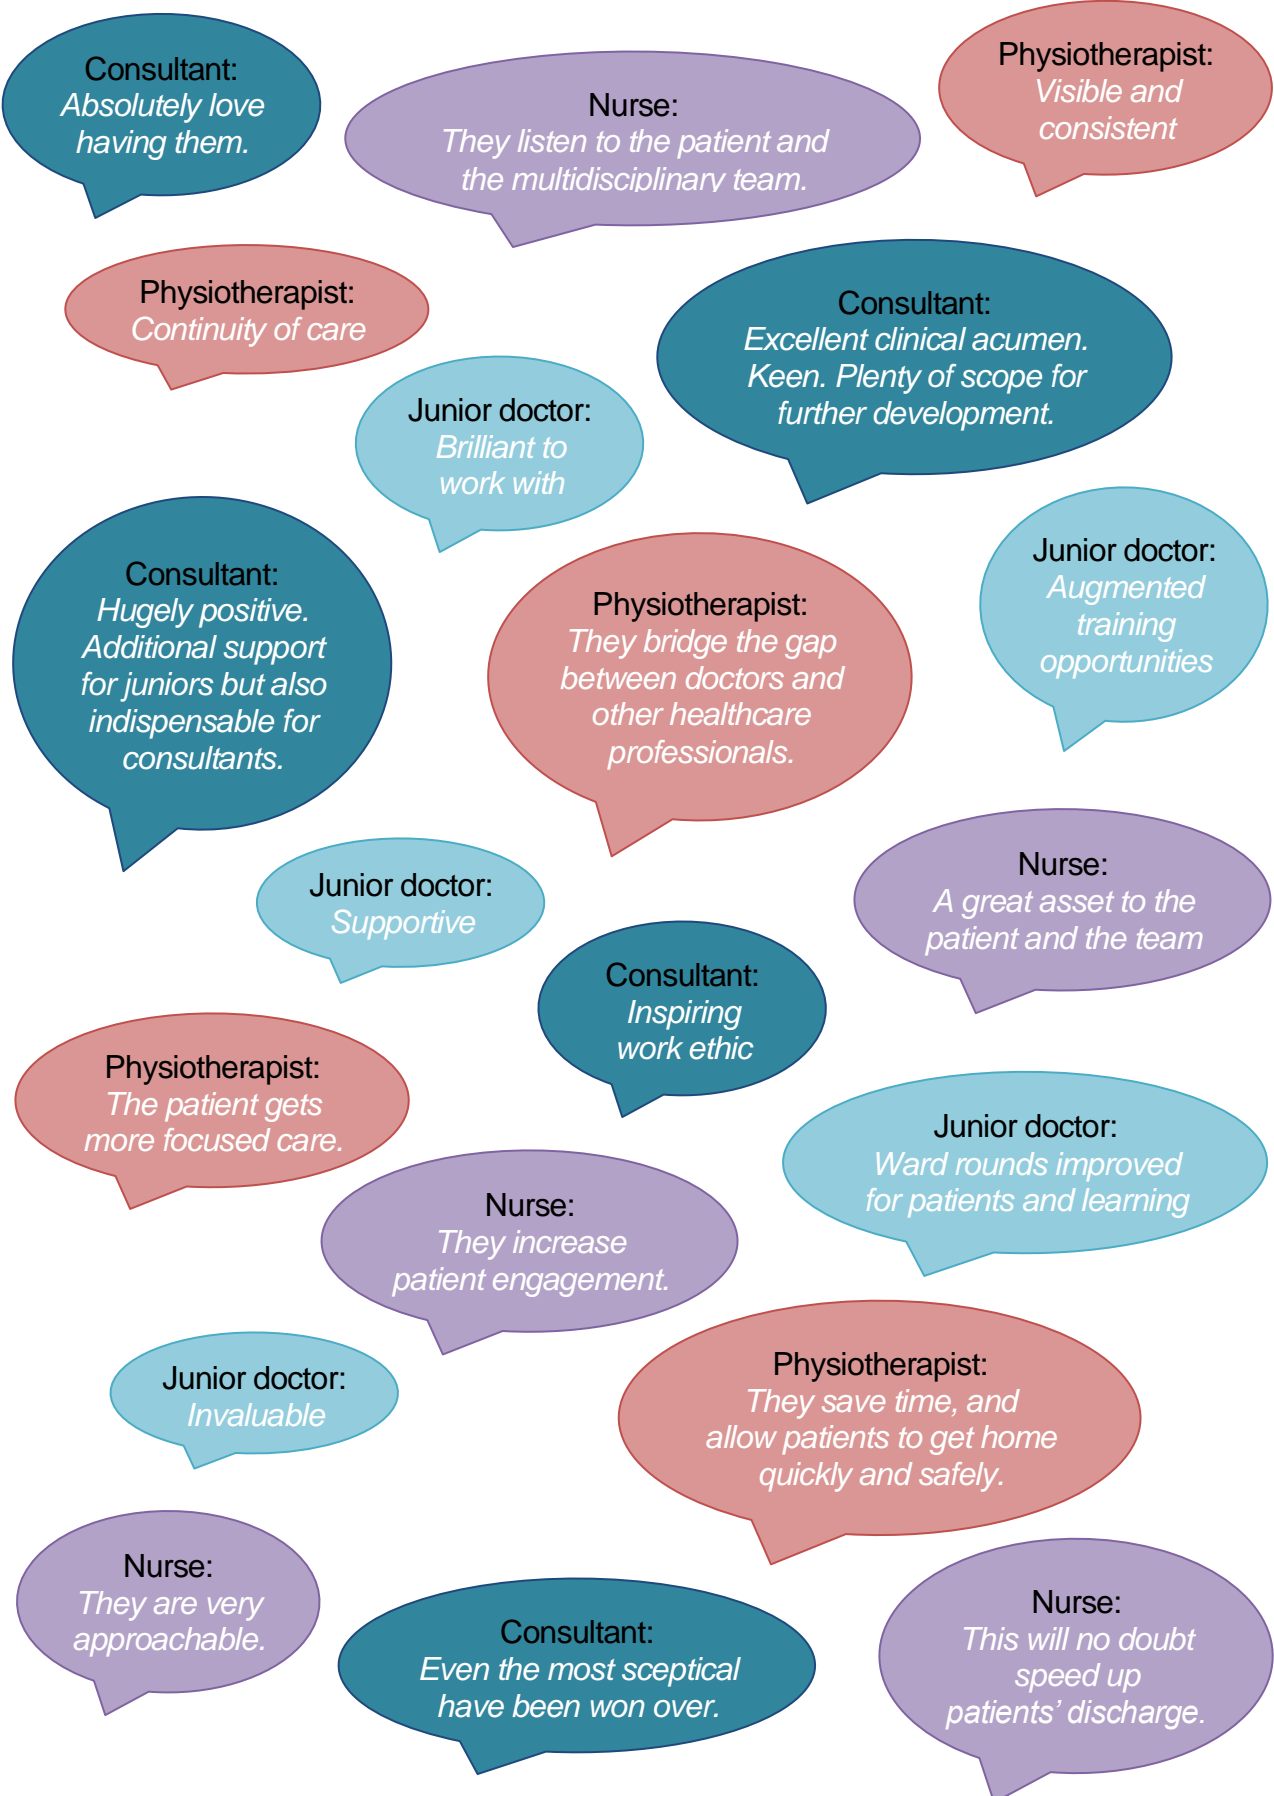 Consultant:
Absolutely love
having them.
Nurse:
They listen to the patient and
the multidisciplinary team.
Physiotherapist:
Visible and
consistent
Physiotherapist:
Continuity of care
Consultant:
Excellent clinical acumen.
Keen. Plenty of scope for
further development.
Junior doctor:
Brilliant to
work with
Consultant:
Hugely positive.
Additional support
for juniors but also
indispensable for
consultants.
Physiotherapist:
They bridge the gap
between doctors and
other healthcare
professionals.
Junior doctor:
Augmented
training
opportunities
Junior doctor:
Supportive
Nurse:
A great asset to the
patient and the team
Consultant:
Inspiring
work ethic
Physiotherapist:
The patient gets
more focused care.
Junior doctor:
Ward rounds improved
for patients and learning
Nurse:
They increase
patient engagement.
Junior doctor:
Invaluable
Physiotherapist:
They save time, and
allow patients to get home
quickly and safely.
Nurse:
They are very
approachable.
Consultant:
Even the most sceptical
have been won over.
Nurse:
This will no doubt
speed up
patients’ discharge.